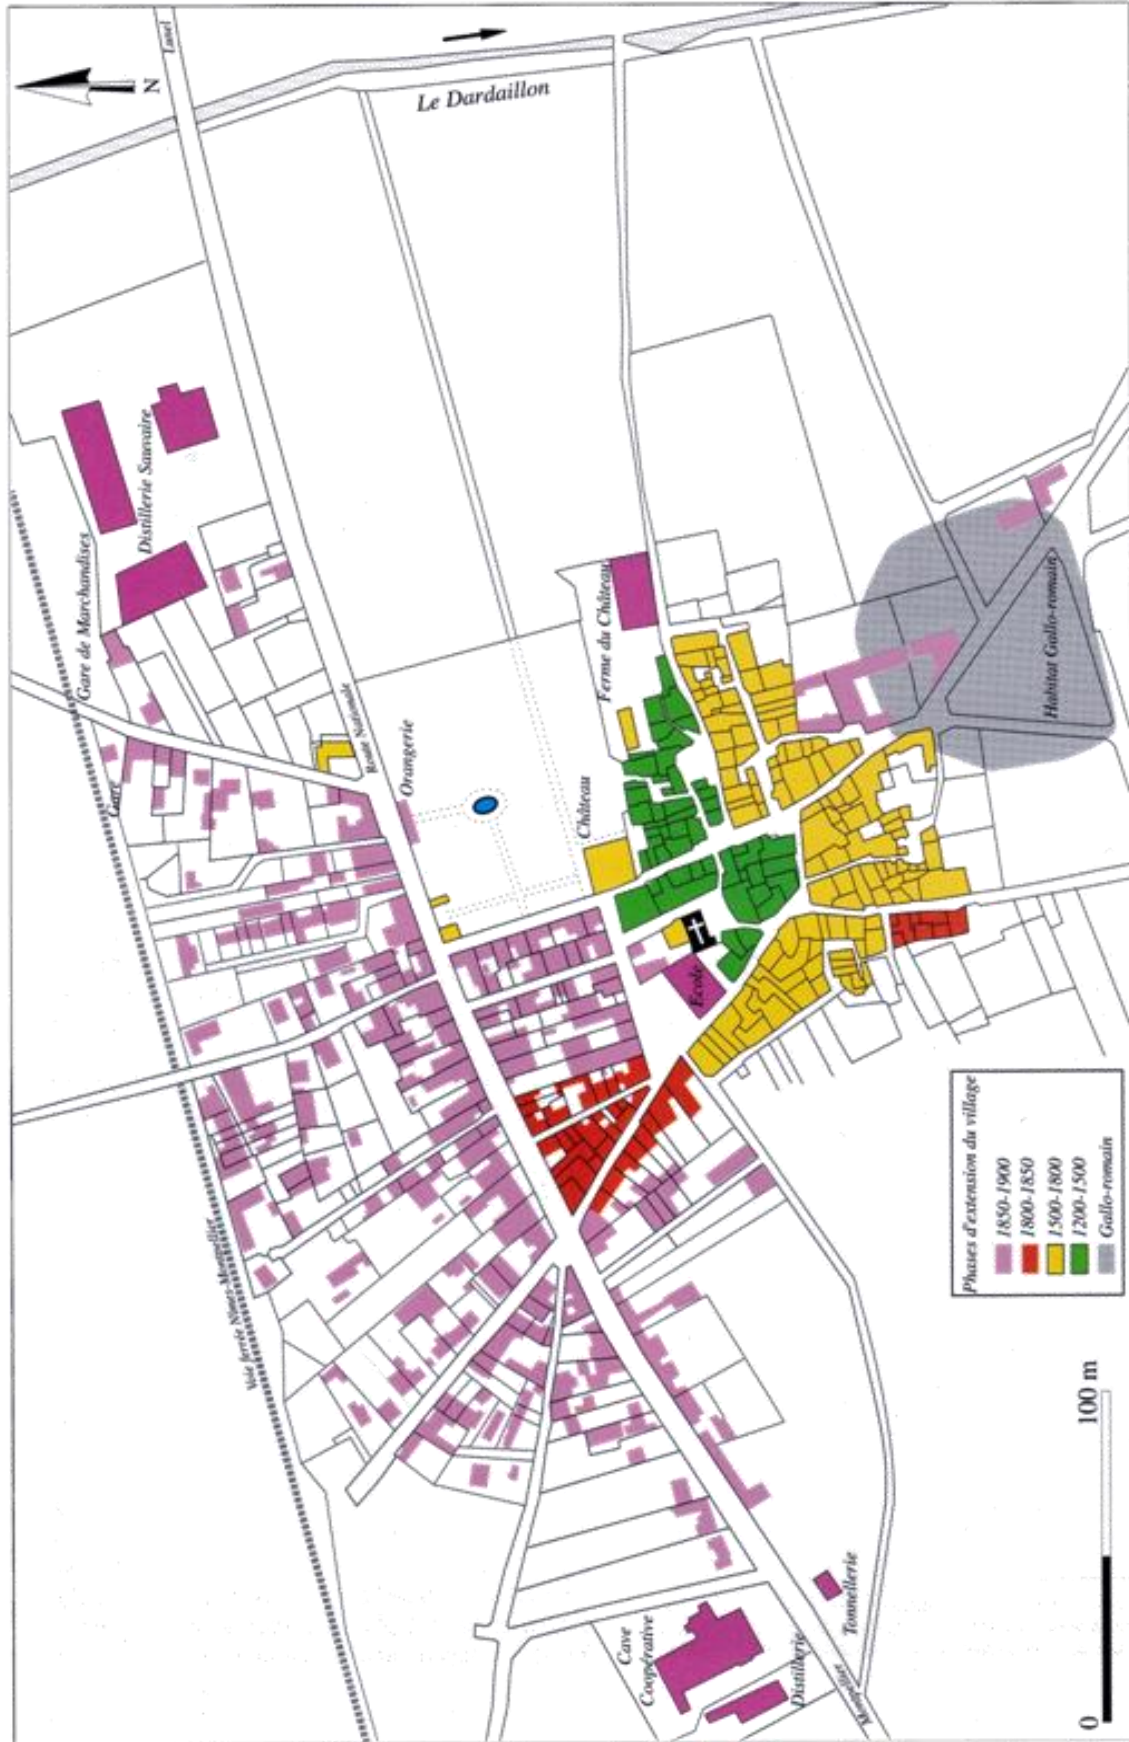 Lunel
N
Le Dardaillon
Distillerie Sauvaire
Gare de Marchandises
Gare
Route Nationale
Orangerie
Ferme du Château
Château
Habitat Gallo-romain
Ecole
Voie ferrée Nîmes-Montpellier
Phases d'extension du village
1850-1900
1800-1850
1500-1800
1200-1500
Gallo-romain
Cave
Coopérative
Distillerie
Tonnellerie
Montpellier
0
100 m